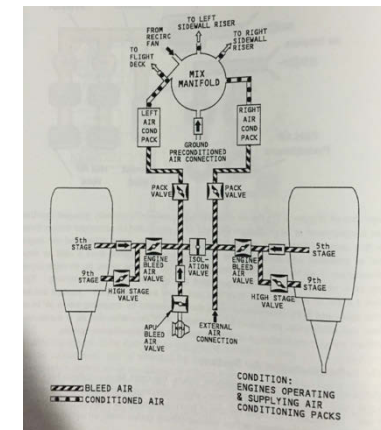 TO LEFT
SIDEWALL RISER
FROM
RECIRC
FAN
TO RIGHT
SIDEWALL
RISER
TO
FLIGHT
DECK
MIX
MANIFOLD
LEFT
AIR
COND
PACK
RIGHT
AIR
COND
PACK
GROUND
PRECONDITIONED
AIR CONNECTION
PACK
VALVE
PACK
VALVE
5th
STAGE
9th
STAGE
HIGH STAGE
VALVE
ENGINE
BLEED
AIR
VALVE
ISOL-
ATION
VALVE
ENGINE
BLEED
AIR
VALVE
5th
STAGE
9th
STAGE
HIGH STAGE
VALVE
APU
BLEED
AIR
VALVE
EXTERNAL
AIR
CONNECTION
BLEED AIR
CONDITIONED AIR
CONDITION:
ENGINES OPERATING
& SUPPLYING AIR
CONDITIONING PACKS